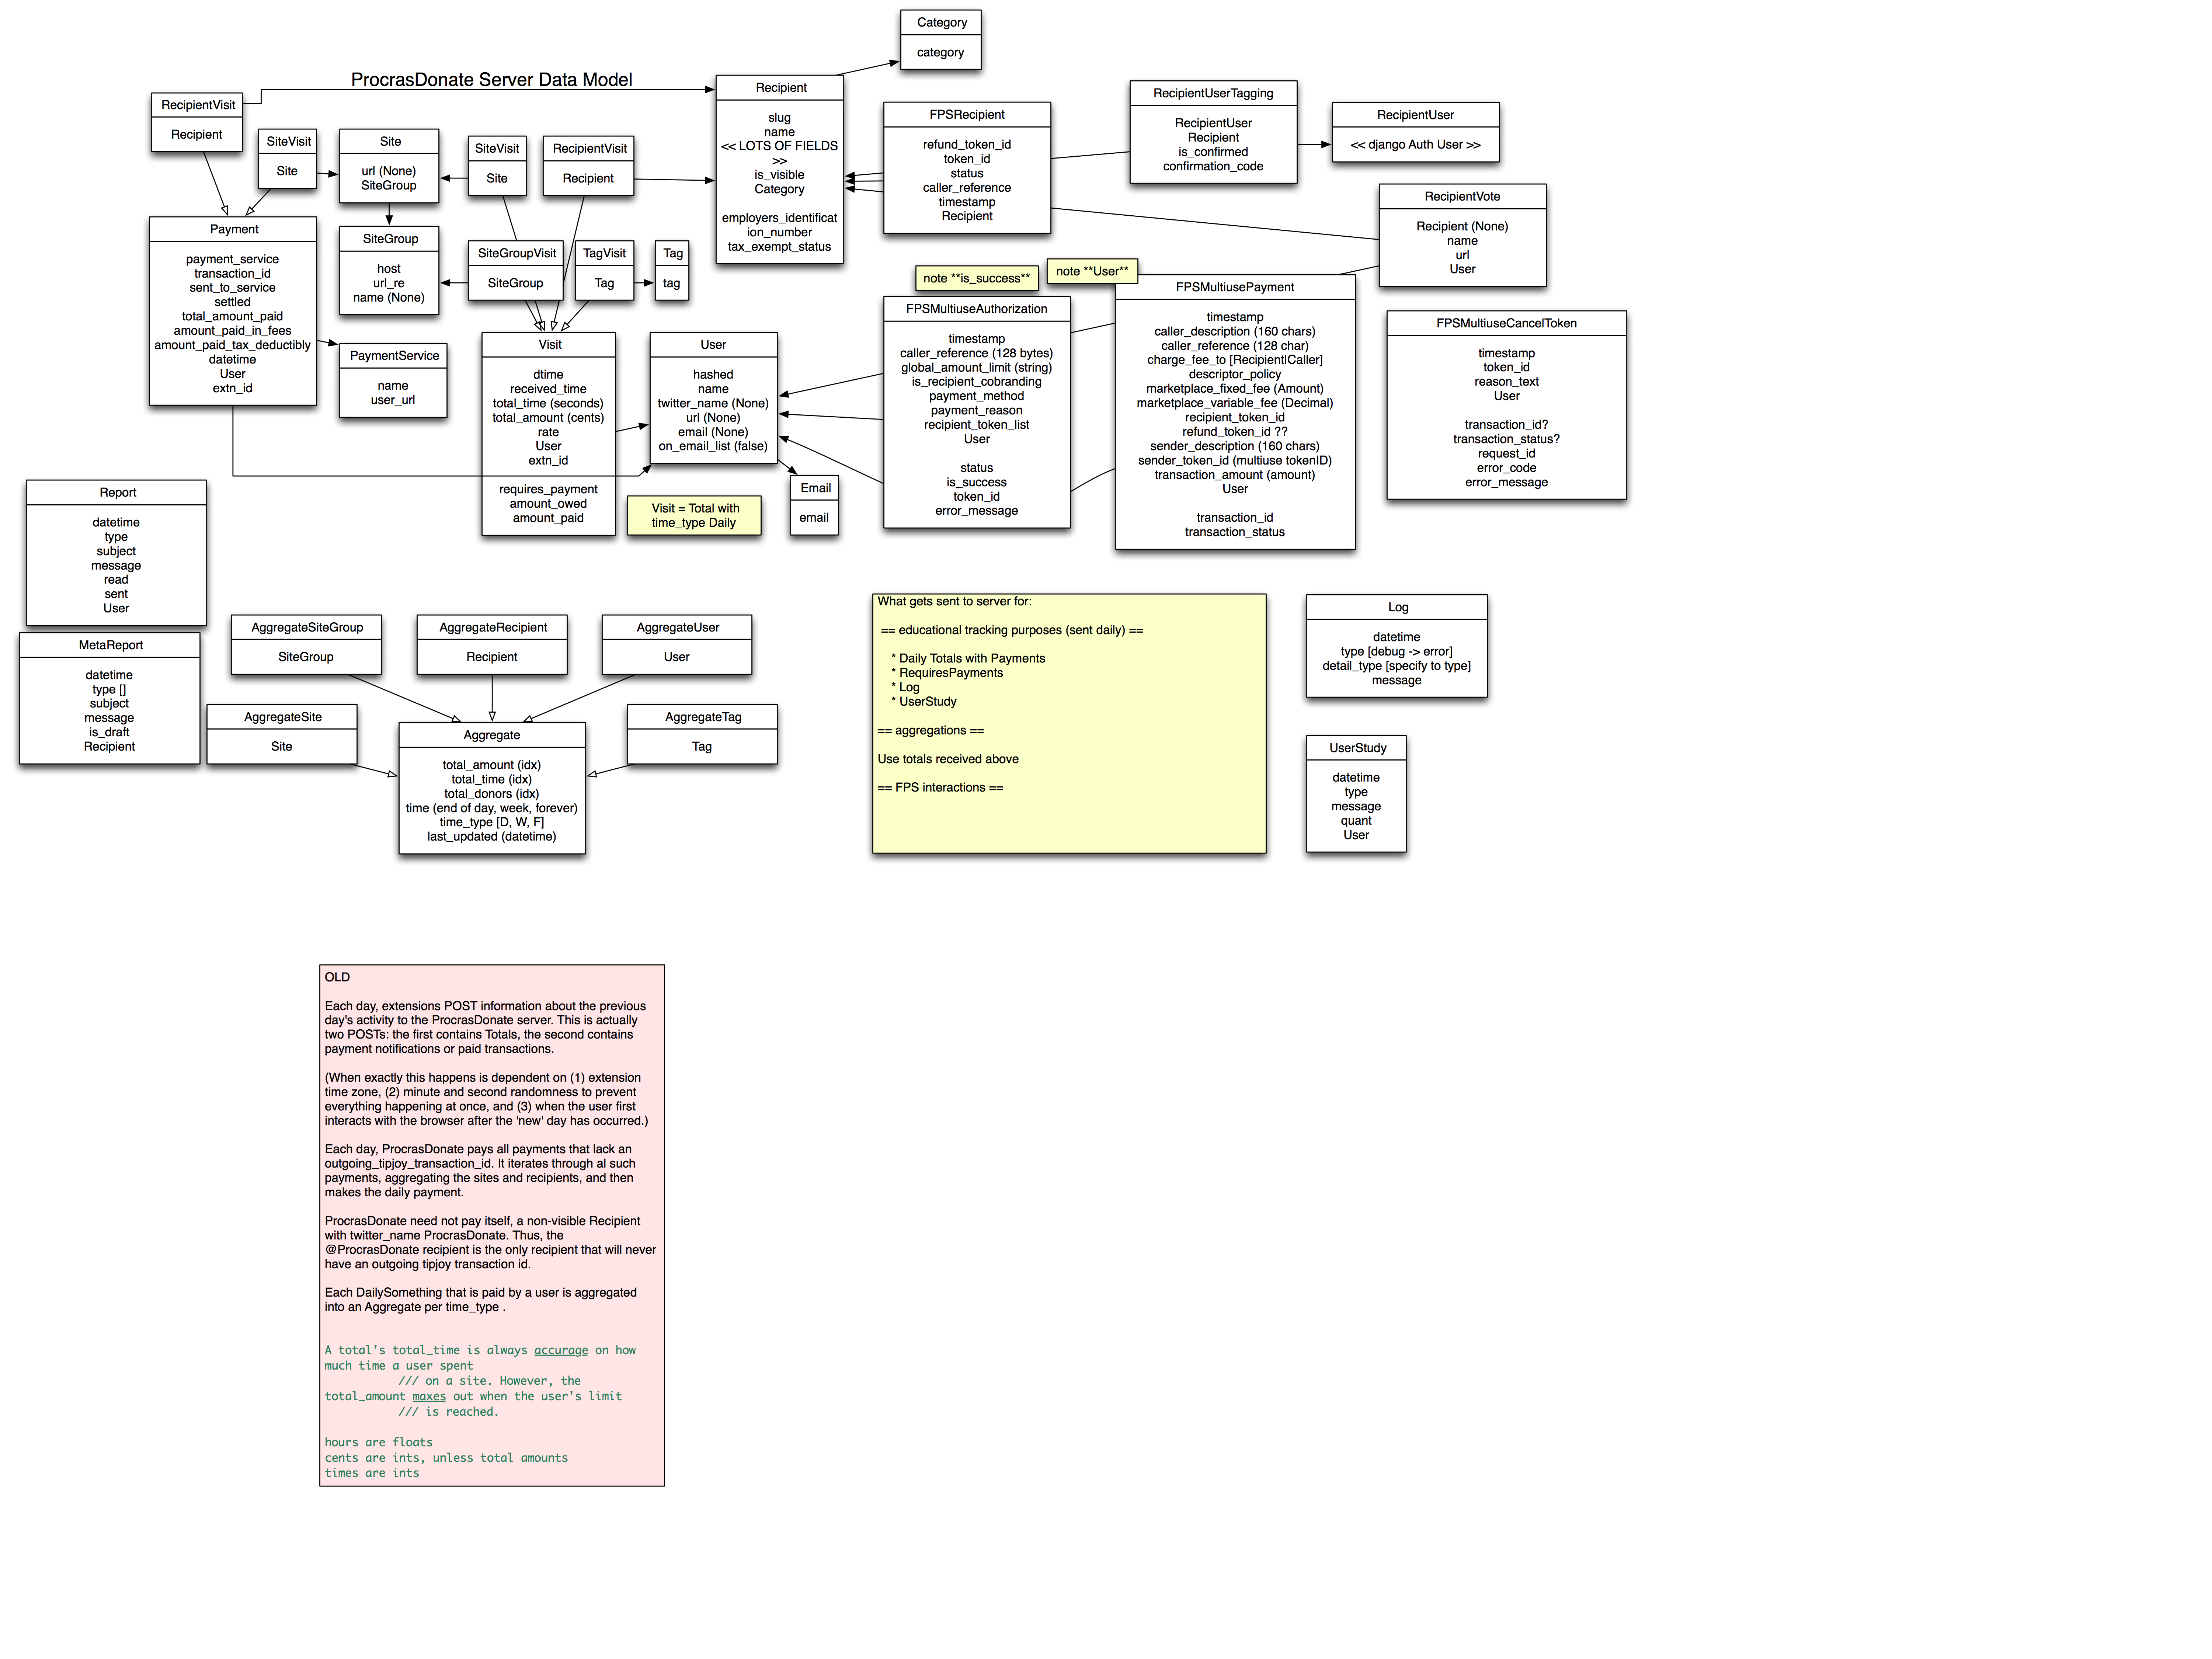 ProcrasDonate Server Data Model
Category
category
RecipientVisit
Recipient
SiteVisit
Site
Site
url (None)
SiteGroup
SiteVisit
Site
RecipientVisit
Recipient
Recipient
slug
name
<< LOTS OF FIELDS
>>
is_visible
Category
employers_identificat
ion_number
tax_exempt_status
FPSRecipient
refund_token_id
token_id
status
caller_reference
timestamp
Recipient
RecipientUserTagging
RecipientUser
Recipient
is_confirmed
confirmation_code
RecipientUser
<< django Auth User >>
RecipientVote
Recipient (None)
name
url
User
Payment
payment_service
transaction_id
sent_to_service
settled
total_amount_paid
amount_paid_in_fees
amount_paid_tax_deductibly
datetime
User
extn_id
SiteGroup
host
url_re
name (None)
SiteGroupVisit
SiteGroup
TagVisit
Tag
Tag
tag
PaymentService
name
user_url
Visit
dtime
received_time
total_time (seconds)
total_amount (cents)
rate
User
extn_id
requires_payment
amount_owed
amount_paid
User
hashed
name
twitter_name (None)
url (None)
email (None)
on_email_list (false)
Visit = Total with
time_type Daily
Email
email
note **is_success**
note **User**
FPSMultiuseAuthorization
timestamp
caller_reference (128 bytes)
global_amount_limit (string)
is_recipient_cobranding
payment_method
payment_reason
recipient_token_list
User
status
is_success
token_id
error_message
FPSMultiusePayment
timestamp
caller_description (160 chars)
caller_reference (128 char)
charge_fee_to [Recipient|Caller]
descriptor_policy
marketplace_fixed_fee (Amount)
marketplace_variable_fee (Decimal)
recipient_token_id
refund_token_id ??
sender_description (160 chars)
sender_token_id (multiuse tokenID)
transaction_amount (amount)
User
transaction_id
transaction_status
FPSMultiuseCancelToken
timestamp
token_id
reason_text
User
transaction_id?
transaction_status?
request_id
error_code
error_message
Report
datetime
type
subject
message
read
sent
User
MetaReport
datetime
type []
subject
message
is_draft
Recipient
AggregateSiteGroup
SiteGroup
AggregateRecipient
Recipient
AggregateUser
User
AggregateSite
Site
Aggregate
total_amount (idx)
total_time (idx)
total_donors (idx)
time (end of day, week, forever)
time_type [D, W, F]
last_updated (datetime)
AggregateTag
Tag
What gets sent to server for:
== educational tracking purposes (sent daily) ==
* Daily Totals with Payments
* RequiresPayments
* Log
* UserStudy
== aggregations ==
Use totals received above
== FPS interactions ==
Log
datetime
type [debug -> error]
detail_type [specify to type]
message
UserStudy
datetime
type
message
quant
User
OLD
Each day, extensions POST information about the previous
day's activity to the ProcrasDonate server. This is actually
two POSTs: the first contains Totals, the second contains
payment notifications or paid transactions.
(When exactly this happens is dependent on (1) extension
time zone, (2) minute and second randomness to prevent
everything happening at once, and (3) when the user first
interacts with the browser after the 'new' day has occurred.)
Each day, ProcrasDonate pays all payments that lack an
outgoing_tipjoy_transaction_id. It iterates through al such
payments, aggregating the sites and recipients, and then
makes the daily payment.
ProcrasDonate need not pay itself, a non-visible Recipient
with twitter_name ProcrasDonate. Thus, the
@ProcrasDonate recipient is the only recipient that will never
have an outgoing tipjoy transaction id.
Each DailySomething that is paid by a user is aggregated
into an Aggregate per time_type .
A total's total_time is always accurage on how
much time a user spent
/// on a site. However, the
total_amount maxes out when the user's limit
/// is reached.
hours are floats
cents are ints, unless total amounts
times are ints